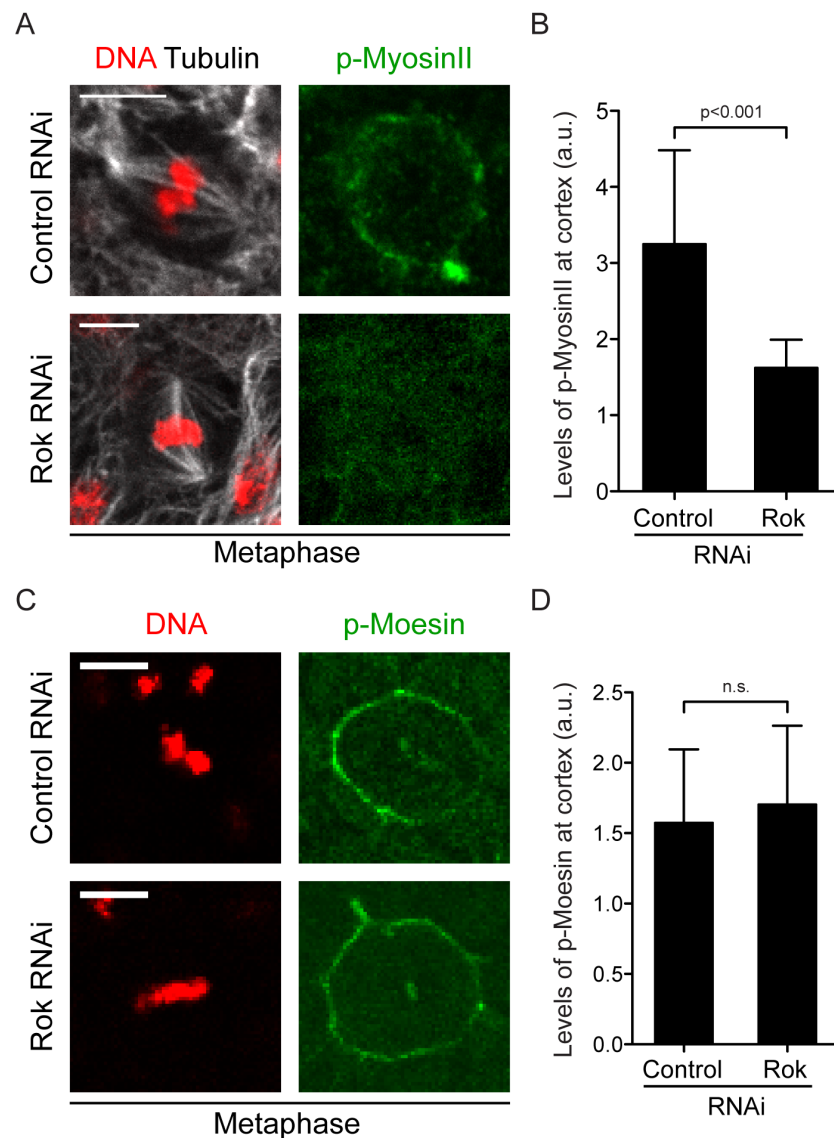 A
DNA Tubulin
p-MyosinII
Control RNAi
Rok RNAi
Metaphase
B
Levels of p-MyosinII at cortex (a.u.)
5
4
3
2
1
0
p<0.001
Control
Rok
RNAi
C
DNA
p-Moesin
Control RNAi
Rok RNAi
Metaphase
D
Levels of p-Moesin at cortex (a.u.)
2.5
2.0
1.5
1.0
0.5
0.0
n.s.
Control
Rok
RNAi